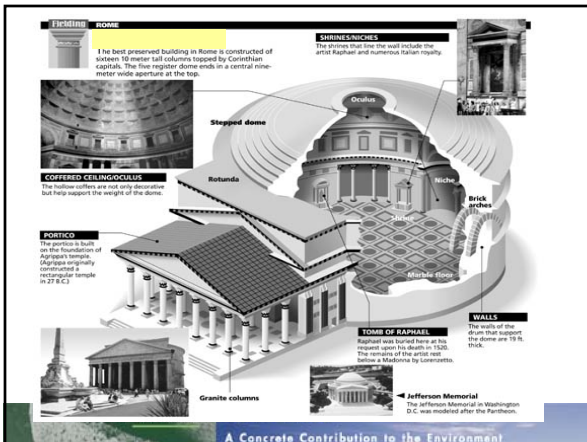 Fielding ROME
The best preserved building in Rome is constructed of
sixteen 10 meter tall columns topped by Corinthian
capitals. The five register dome ends in a central nine-
meter wide aperture at the top.
SHRINES/NICHES
The shrines that line the wall include the
artist Raphael and numerous Italian royalty.
Oculus
Stepped dome
COFFERED CEILING/OCULUS
The hollow coffers are not only decorative
but help support the weight of the dome.
Rotunda
Niche
Brick
arches
Shrine
PORTICO
The portico is built
on the foundation of
Agrippa's temple.
(Agrippa originally
constructed a
rectangular temple
in 27 B.C.)
Marble floor
WALLS
The walls of the
drum that support
the dome are 19 ft.
thick.
TOMB OF RAPHAEL
Raphael was buried here at his
request upon his death in 1520.
The remains of the artist rest
below a Madonna by Lorenzetto.
Granite columns
Jefferson Memorial
The Jefferson Memorial in Washington
D.C. was modeled after the Pantheon.
A Concrete Contribution to the Environment